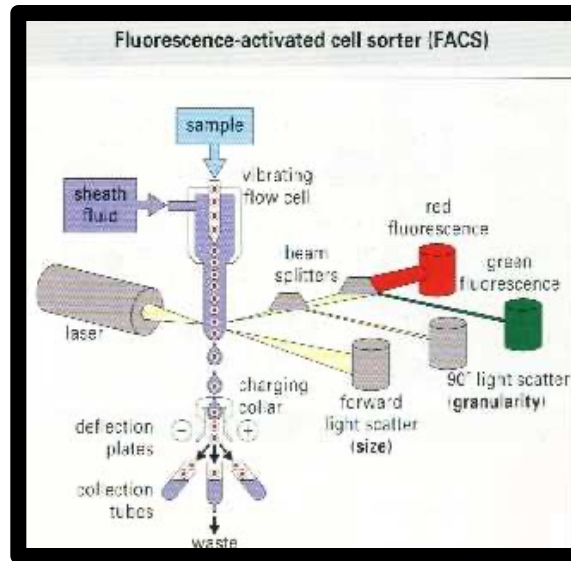 Fluorescence-activated cell sorter (FACS)
sample
vibrating
flow cell
sheath
fluid
red
fluorescence
beam
splitters
green
fluorescence
laser
charging
collar
forward
light scatter
(size)
90° light scatter
(granularity)
deflection
plates
− +
collection
tubes
waste